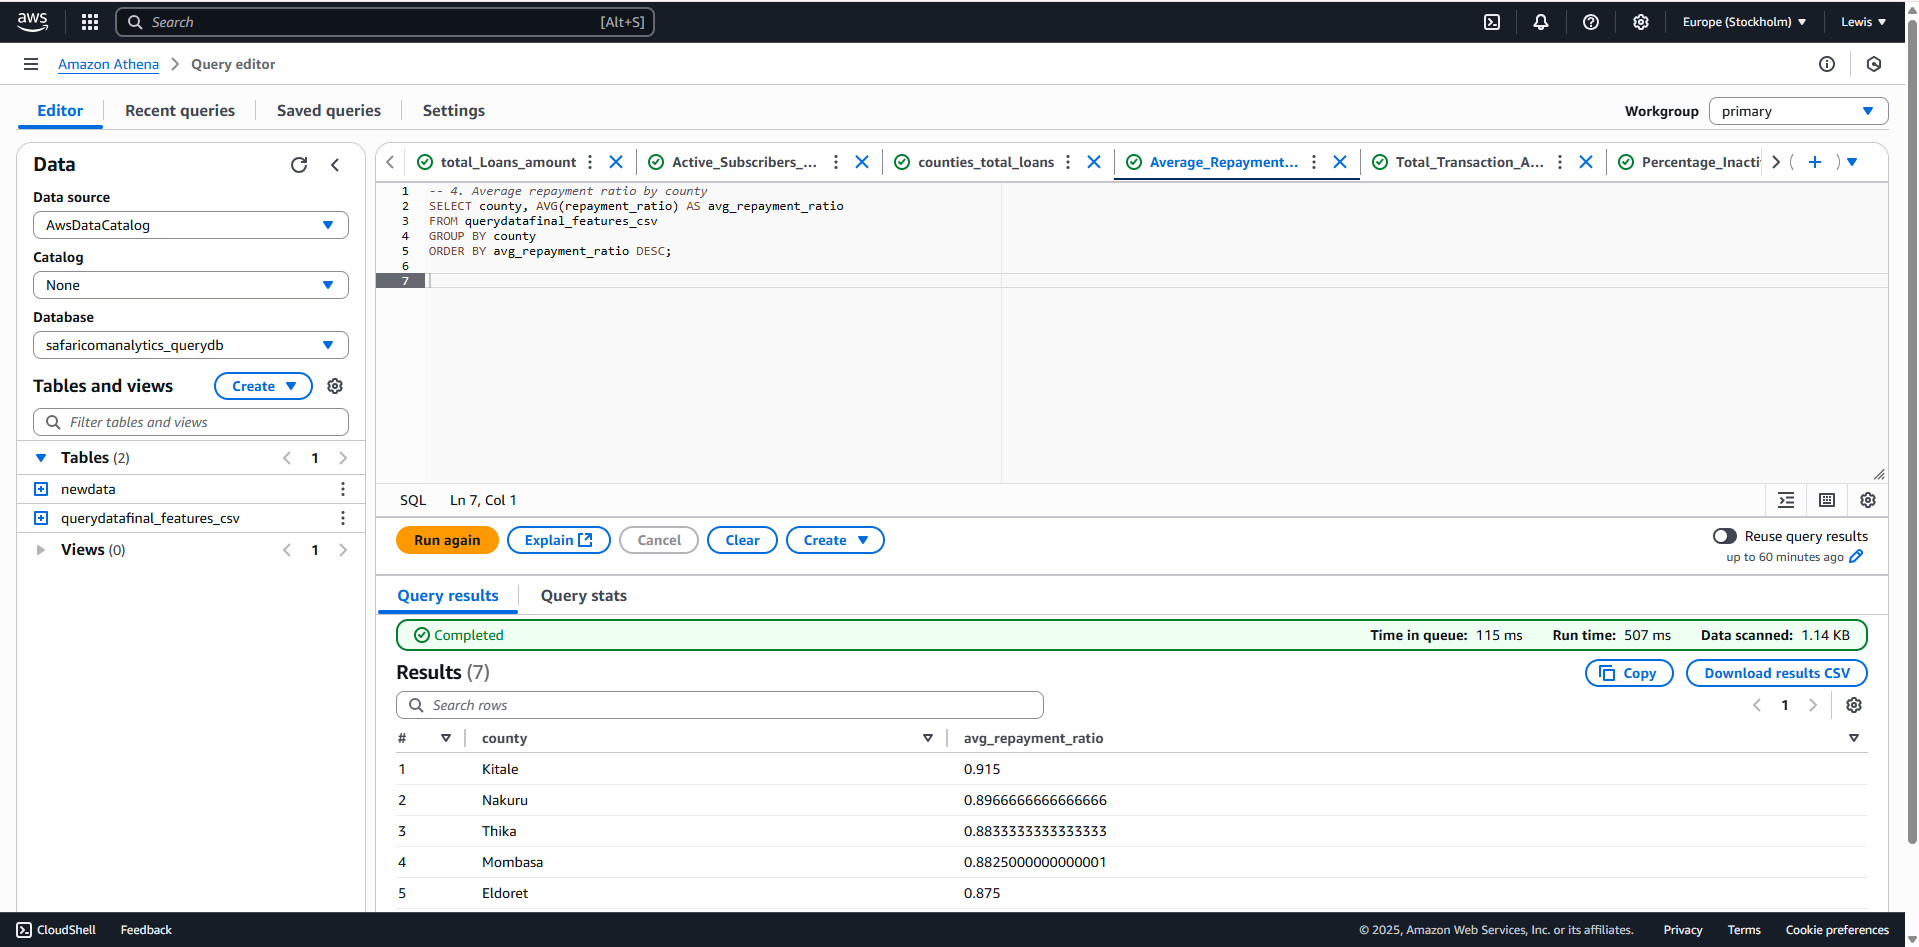 aws
Search [Alt+S]
Europe (Stockholm) Lewis
Amazon Athena Query editor
Editor Recent queries Saved queries Settings
Workgroup primary
Data
Data source
AwsDataCatalog
Catalog
None
Database
safaricomanalytics_querydb
Tables and views Create
Filter tables and views
Tables (2) 1
newdata
querydatafinal_features_csv
Views (0) 1
total_Loans_amount Active_Subscribers_... counties_total_loans Average_Repayment... Total_Transaction_A... Percentage_Inacti
1 -- 4. Average repayment ratio by county
2 SELECT county, AVG(repayment_ratio) AS avg_repayment_ratio
3 FROM querydatafinal_features_csv
4 GROUP BY county
5 ORDER BY avg_repayment_ratio DESC;
6
7
SQL Ln 7, Col 1
Run again Explain Cancel Clear Create
Reuse query results
up to 60 minutes ago
Query results Query stats
Completed Time in queue: 115 ms Run time: 507 ms Data scanned: 1.14 KB
Results (7) Copy Download results CSV
Search rows 1
# county avg_repayment_ratio
1 Kitale 0.915
2 Nakuru 0.8966666666666666
3 Thika 0.8833333333333333
4 Mombasa 0.8825000000000001
5 Eldoret 0.875
CloudShell Feedback © 2025, Amazon Web Services, Inc. or its affiliates. Privacy Terms Cookie preferences